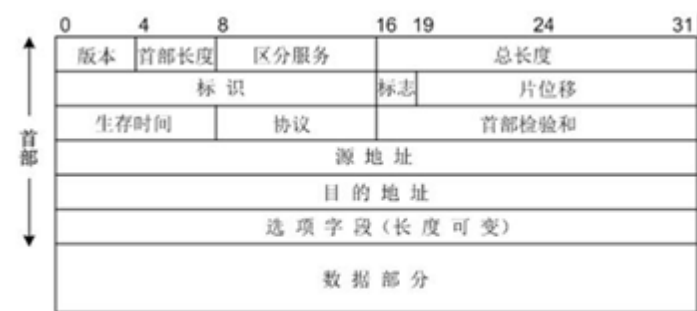 0 4 8 16 19 24 31
版本 首部长度 区分服务 总长度
标 识 标志 片位移
生存时间 协议 首部检验和
首部
源 地 址
目 的 地 址
选 项 字 段 (长 度 可 变)
数 据 部 分